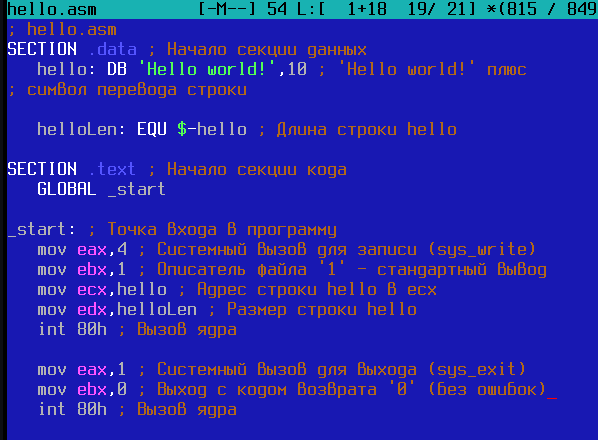 hello.asm [-M--] 54 L:[ 1+18 19/ 21] *(815 / 849
; hello.asm
SECTION .data ; Начало секции данных
hello: DB 'Hello world!',10 ; 'Hello world!' плюс
; символ перевода строки
helloLen: EQU $-hello ; Длина строки hello
SECTION .text ; Начало секции кода
GLOBAL _start
_start: ; Точка входа в программу
mov eax,4 ; Системный вызов для записи (sys_write)
mov ebx,1 ; Описатель файла '1' - стандартный вывод
mov ecx,hello ; Адрес строки hello в ecx
mov edx,helloLen ; Размер строки hello
int 80h ; Вызов ядра
mov eax,1 ; Системный вызов для выхода (sys_exit)
mov ebx,0 ; Выход с кодом возврата '0' (без ошибок)
int 80h ; Вызов ядра